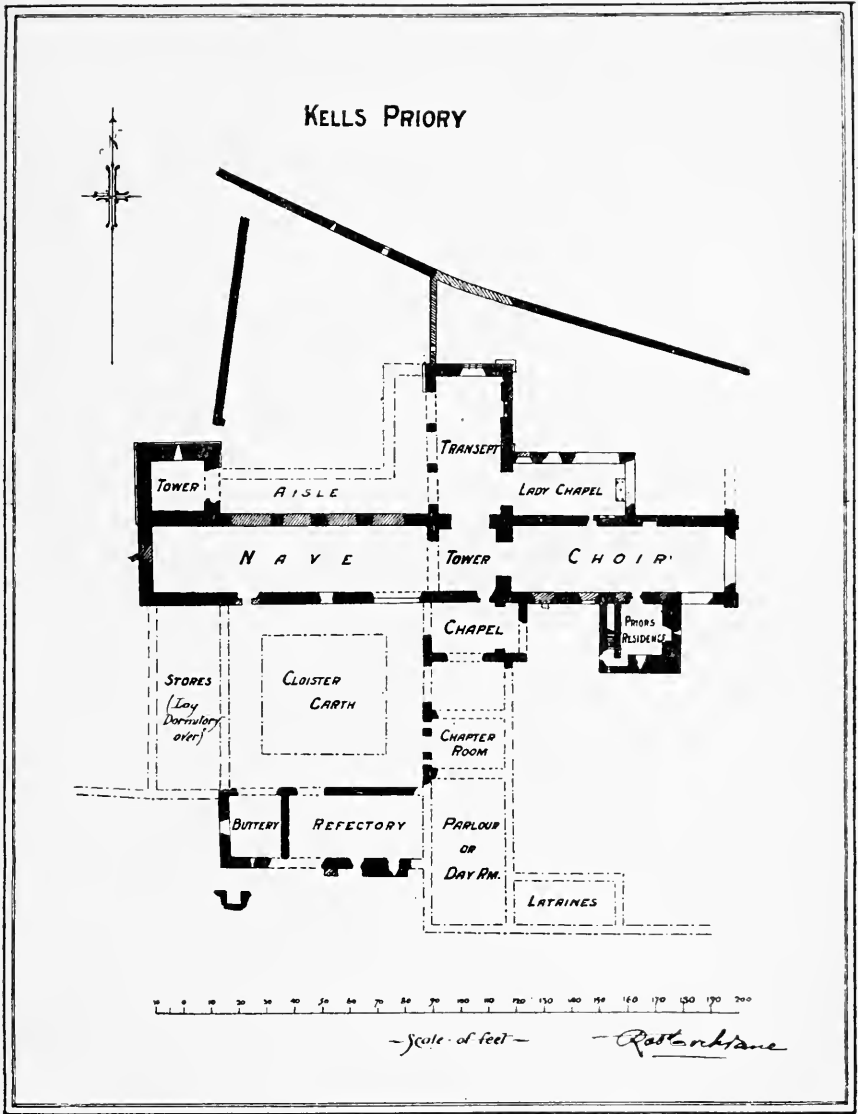 KELLS PRIORY
N
TRANSEPT
TOWER
AISLE
LADY CHAPEL
NAVE
TOWER
CHOIR
CHAPEL
PRIORS
RESIDENCE
STORES
(Lay
Dormitory
over)
CLOISTER
GARTH
CHAPTER
ROOM
BUTTERY
REFECTORY
PARLOUR
OR
DAY RM.
LATRINES
10 0 10 20 30 40 50 60 70 80 90 100 110 120 130 140 150 160 170 180 190 200
-Scale of feet-
-Robt Cochrane